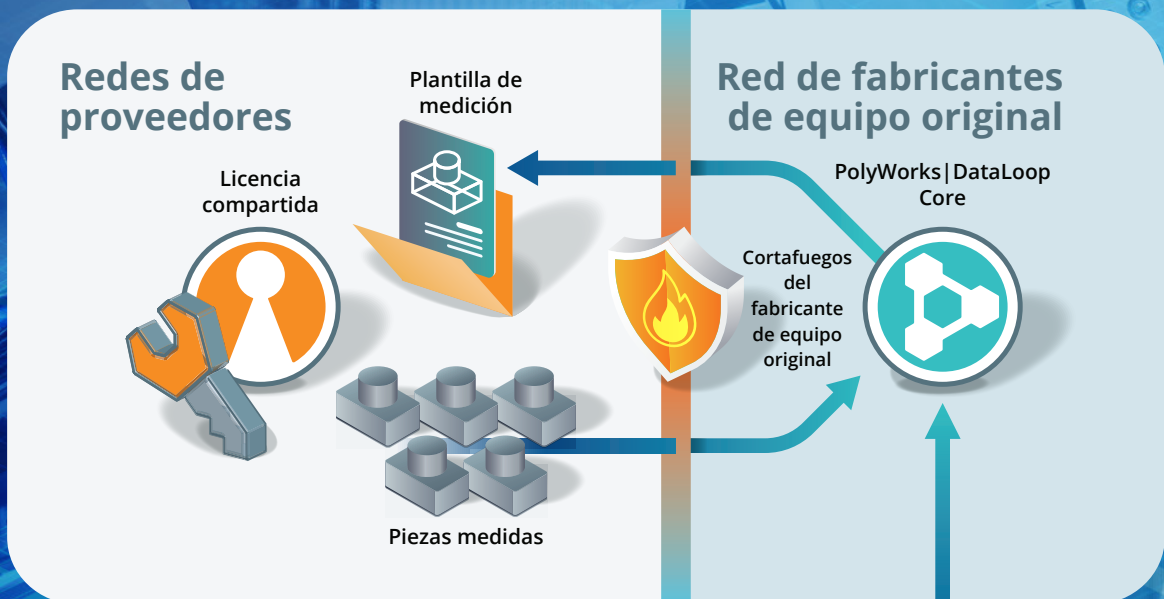 Redes de
proveedores
Plantilla de
medición
Licencia
compartida
Piezas medidas
Red de fabricantes
de equipo original
PolyWorks|DataLoop
Core
Cortafuegos
del
fabricante
de equipo
original